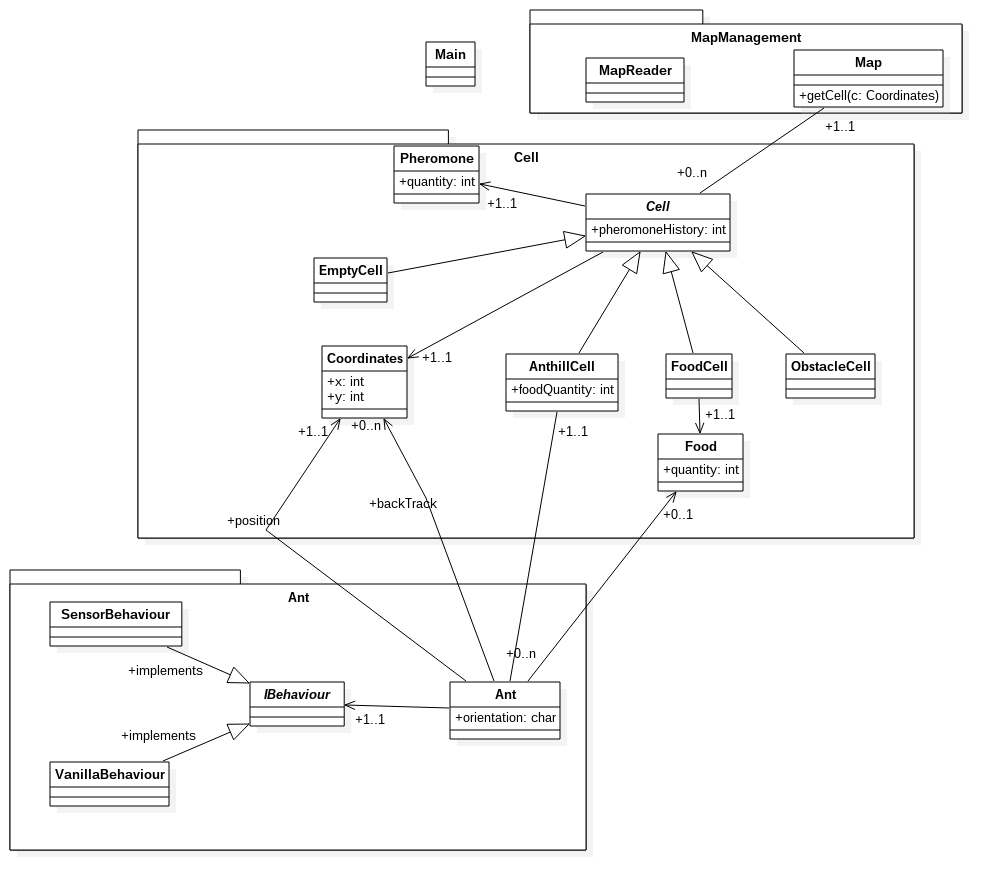 MapManagement
Main
MapReader
Map
+getCell(c: Coordinates)
+1..1
+0..n
Cell
Pheromone
+quantity: int
+1..1
Cell
+pheromoneHistory: int
EmptyCell
Coordinates
+x: int
+y: int
+1..1
AnthillCell
+foodQuantity: int
FoodCell
ObstacleCell
+1..1
+0..n
+1..1
+1..1
Food
+quantity: int
+backTrack
+position
+0..1
Ant
SensorBehaviour
+implements
+0..n
IBehaviour
Ant
+orientation: char
+1..1
+implements
VanillaBehaviour